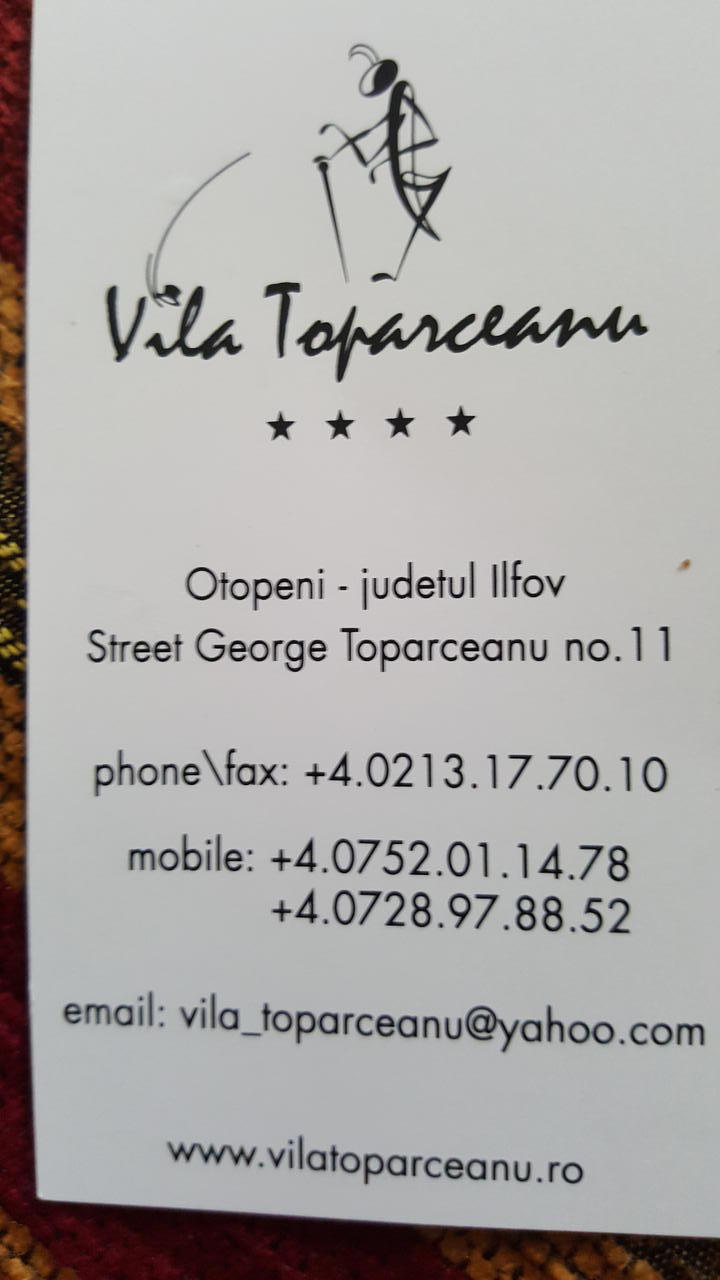 Vila Toparceanu
★ ★ ★ ★
Otopeni - judetul Ilfov
Street George Toparceanu no.11
phone\fax: +4.0213.17.70.10
mobile: +4.0752.01.14.78
+4.0728.97.88.52
email: vila_toparceanu@yahoo.com
www.vilatoparceanu.ro